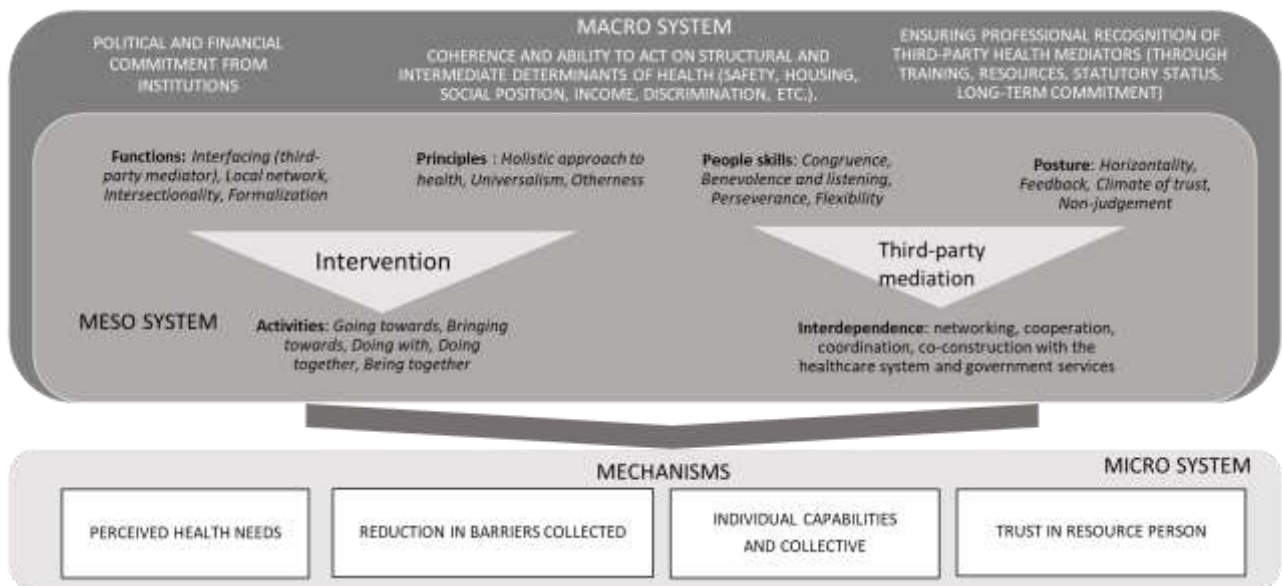 MACRO SYSTEM
POLITICAL AND FINANCIAL
COMMITMENT FROM
INSTITUTIONS
COHERENCE AND ABILITY TO ACT ON STRUCTURAL AND
INTERMEDIATE DETERMINANTS OF HEALTH (SAFETY, HOUSING,
SOCIAL POSITION, INCOME, DISCRIMINATION, ETC.).
ENSURING PROFESSIONAL RECOGNITION OF
THIRD-PARTY HEALTH MEDIATORS (THROUGH
TRAINING, RESOURCES, STATUTORY STATUS,
LONG-TERM COMMITMENT)
Functions: Interfacing (third-
party mediator), Local network,
Intersectionality, Formalization
Principles : Holistic approach to
health, Universalism, Otherness
People skills: Congruence,
Benevolence and listening,
Perseverance, Flexibility
Posture: Horizontality,
Feedback, Climate of trust,
Non-judgement
Intervention
Third-party
mediation
MESO SYSTEM
Activities: Going towards, Bringing
towards, Doing with, Doing
together, Being together
Interdependence: networking, cooperation,
coordination, co-construction with the
healthcare system and government services
MECHANISMS
MICRO SYSTEM
PERCEIVED HEALTH NEEDS
REDUCTION IN BARRIERS COLLECTED
INDIVIDUAL CAPABILITIES
AND COLLECTIVE
TRUST IN RESOURCE PERSON